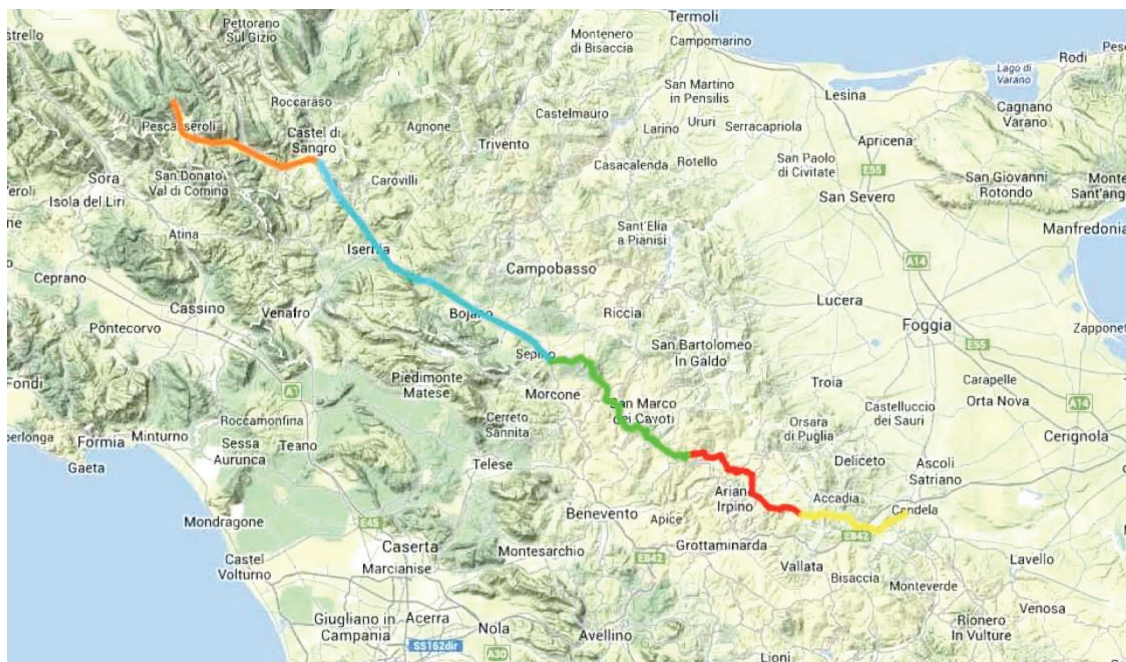 Termoli
Pettorano
Sul Gizio
Montenero
di Bisaccia
Campomarino
Lago di
Varano
Rodi
San Martino
in Pensilis
Lesina
Cagnano
Varano
Roccaraso
Castelmauro
Pescasseroli
Castel di
Sangro
Agnone
Larino
Ururi
Serracapriola
Apricena
Trivento
Casacalenda
Rotello
San Paolo
di Civitate
E55
San Giovanni
Rotondo
Sora
San Donato
Val di Comino
Carovilli
Isola del Liri
San Severo
Atina
Sant'Elia
a Pianisi
Manfredonia
Isernia
Campobasso
A14
Ceprano
Cassino
Venafro
Bojano
Riccia
Lucera
Foggia
Pontecorvo
Sepino
San Bartolomeo
In Galdo
E55
Fondi
A1
Piedimonte
Matese
Morcone
Troia
Carapelle
Orta Nova
A14
Roccamonfina
San Marco
dei Cavoti
Castelluccio
dei Sauri
Formia
Minturno
Cerreto
Sannita
Orsara
di Puglia
Cerignola
Gaeta
Sessa
Aurunca
Teano
Telese
Deliceto
Ascoli
Satriano
Ariano
Irpino
Accadia
Candela
Mondragone
E45
Benevento
Apice
E842
Caserta
Montesarchio
Grottaminarda
Castel
Volturno
Marcianise
E842
Vallata
Bisaccia
Lavello
Monteverde
Giugliano in
Campania
Acerra
Nola
Avellino
Rionero
In Vulture
Venosa
SS162dir
A30
Lioni